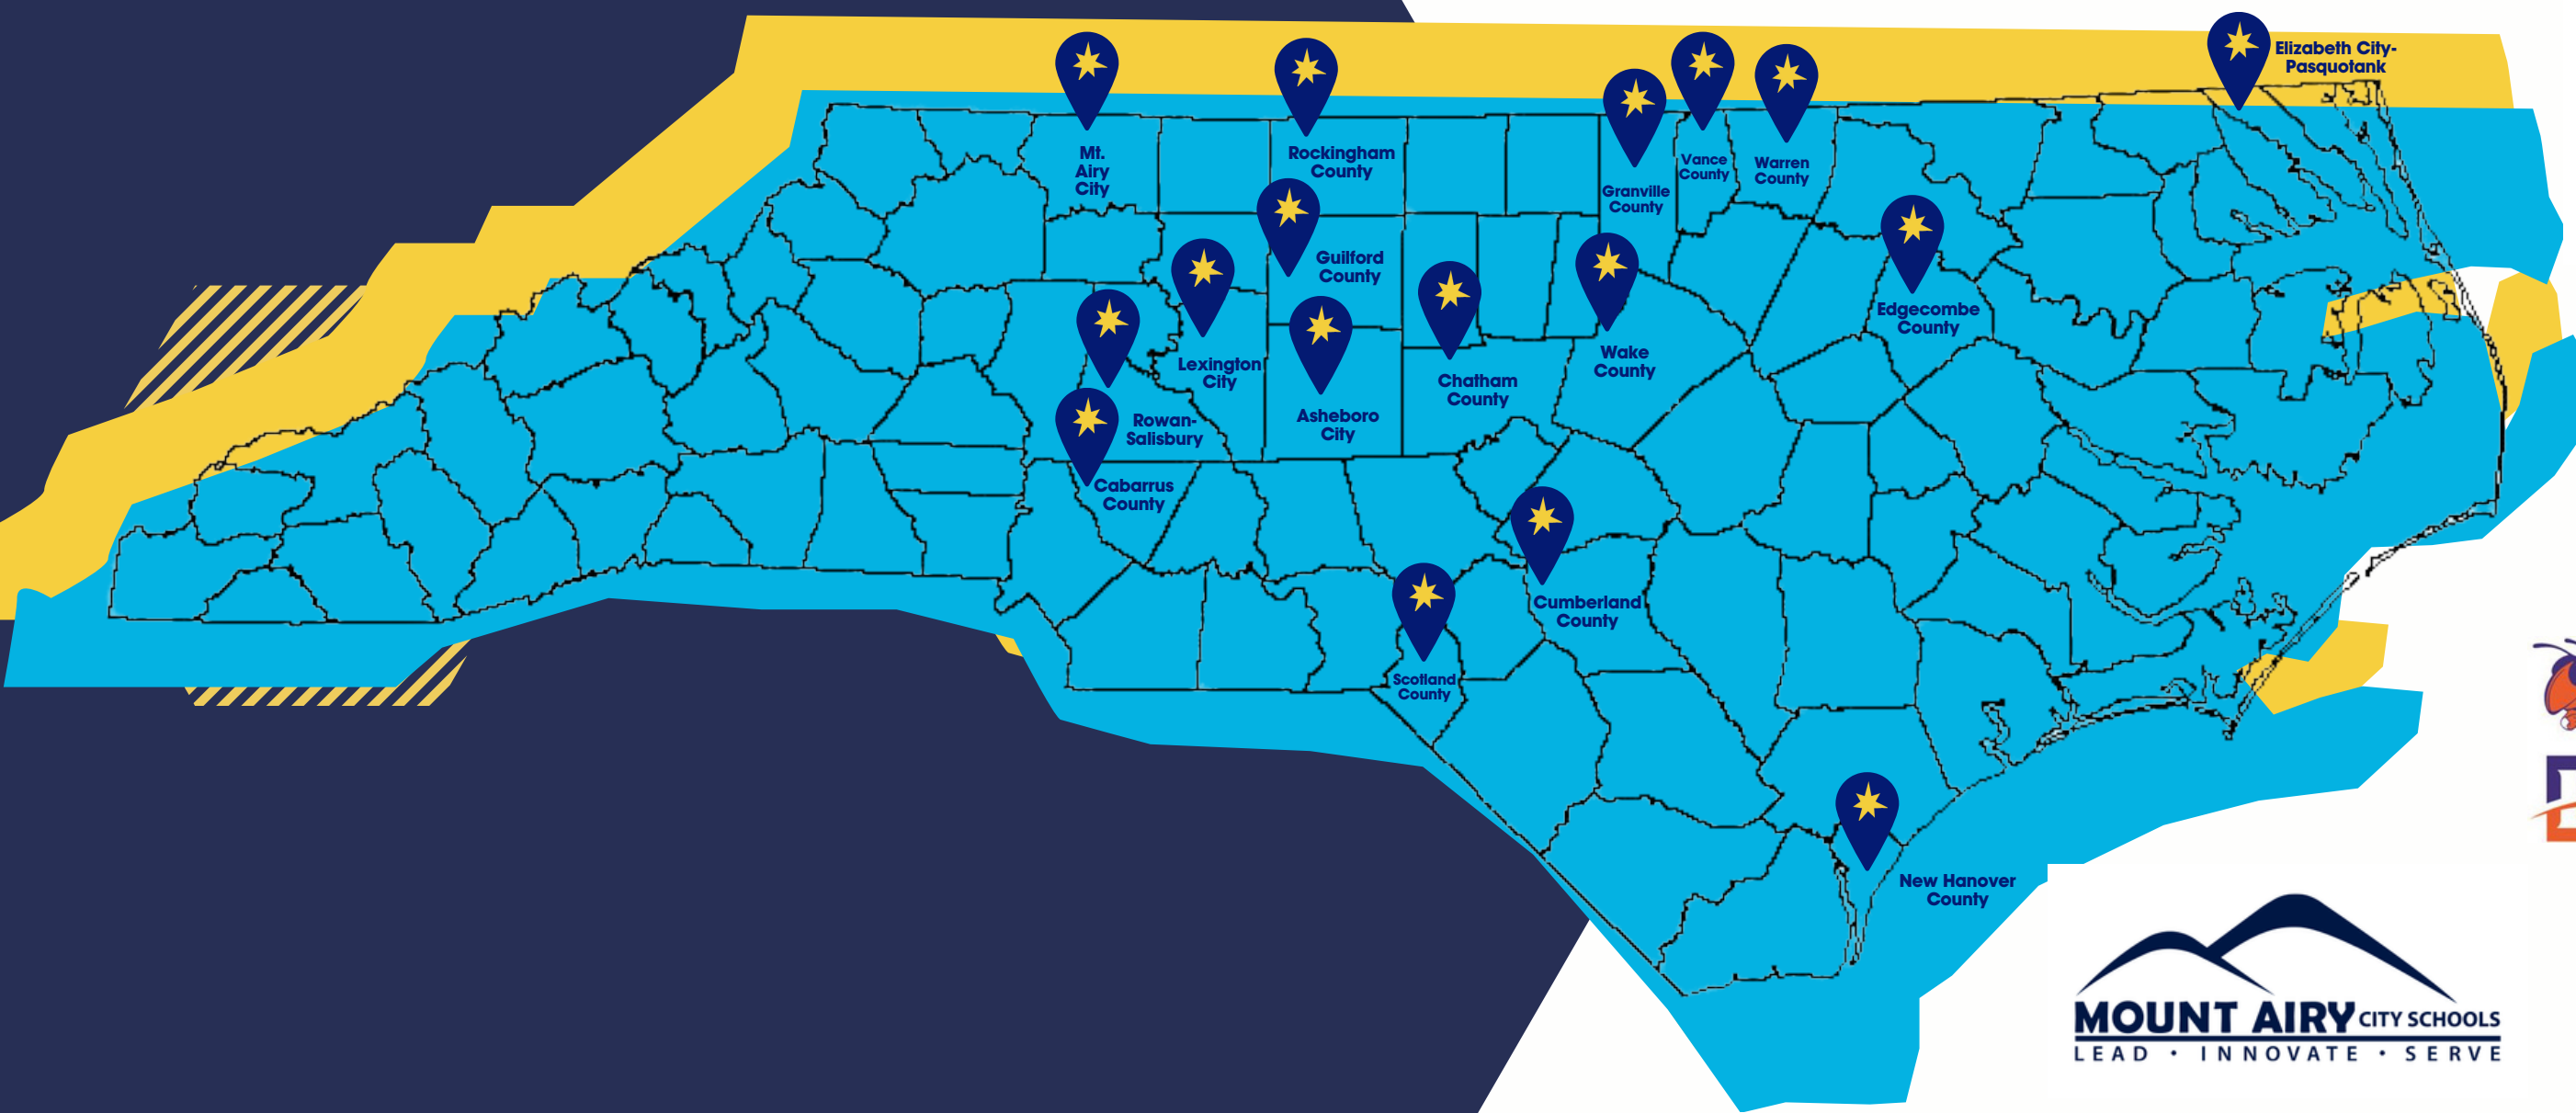 Elizabeth City-
Pasquotank
Mt.
Airy
City
Rockingham
County
Granville
County
Vance
County
Warren
County
Guilford
County
Lexington
City
Edgecombe
County
Wake
County
Chatham
County
Asheboro
City
Rowan-
Salisbury
Cabarrus
County
Cumberland
County
Scotland
County
New Hanover
County
MOUNT AIRY CITY SCHOOLS
LEAD • INNOVATE • SERVE